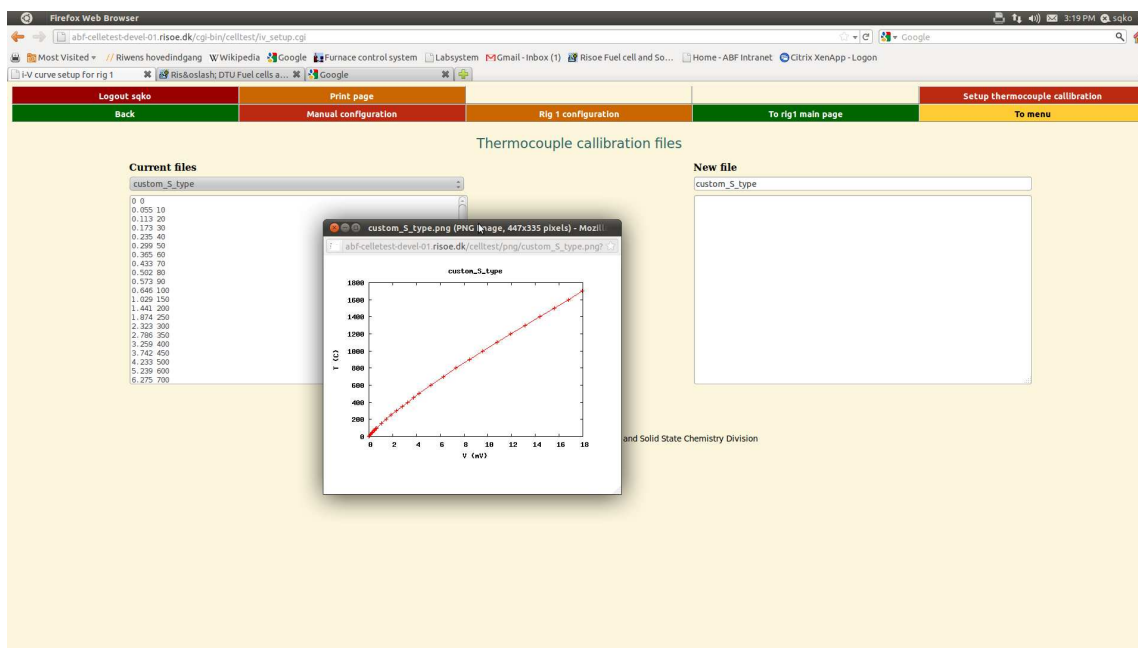 Firefox Web Browser
3:19 PM sqko
abf-celletest-devel-01.risoe.dk/cgi-bin/celltest/iv_setup.cgi
Google
Most Visited Riwens hovedindgang Wikipedia Google Furnace control system Labsystem Gmail - Inbox (1) Risoe Fuel cell and So... Home - ABF Intranet Citrix XenApp - Logon
i-V curve setup for rig 1 Ris&oslash; DTU Fuel cells a... Google
Logout sqko Print page Setup thermocouple callibration
Back Manual configuration Rig 1 configuration To rig1 main page To menu
Thermocouple callibration files
Current files New file
custom_S_type custom_S_type
0 0
0.055 10
0.113 20
0.173 30
0.235 40
0.299 50
0.365 60
0.433 70
0.502 80
0.573 90
0.646 100
1.029 150
1.441 200
1.874 250
2.323 300
2.786 350
3.259 400
3.742 450
4.233 500
5.239 600
6.275 700
custom_S_type.png (PNG Image, 447x335 pixels) - Mozill
abf-celletest-devel-01.risoe.dk/celltest/png/custom_S_type.png?
custom_S_type
1800
1600
1400
1200
1000
800
600
400
200
0
T (C)
0 2 4 6 8 10 12 14 16 18
V (mV)
and Solid State Chemistry Division